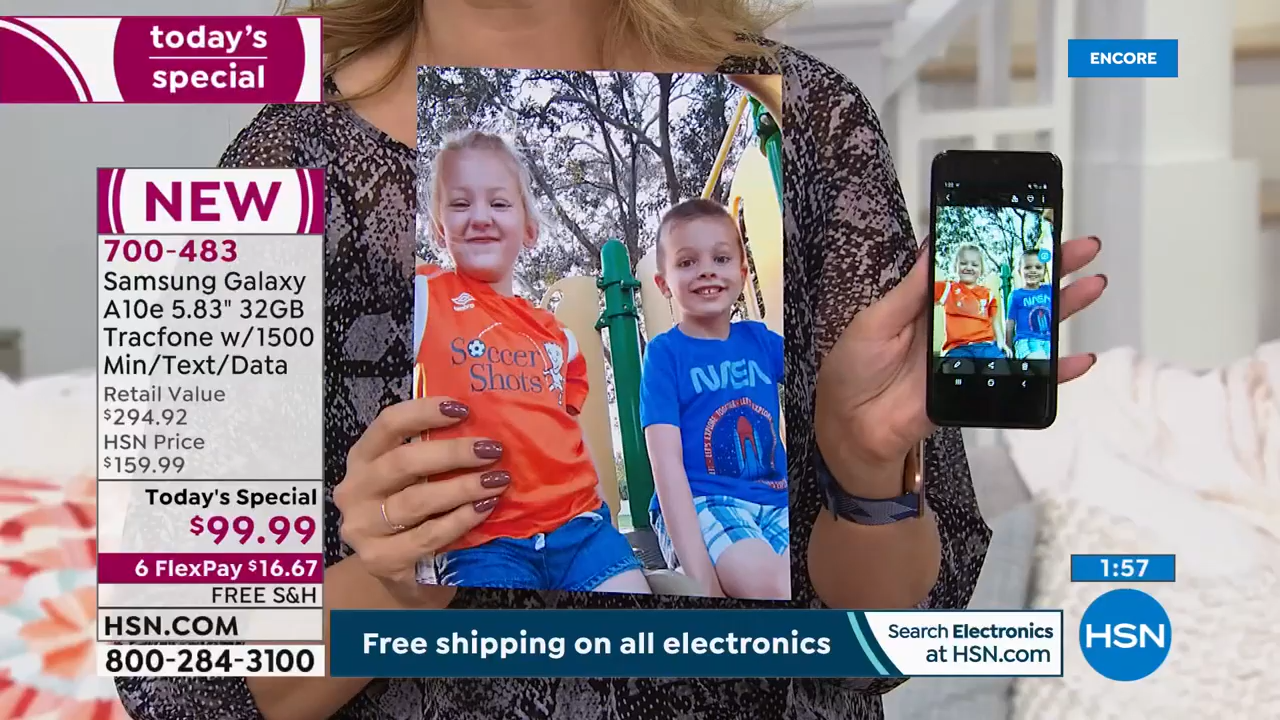 today's
special
ENCORE
NEW
700-483
Samsung Galaxy
A10e 5.83" 32GB
Tracfone w/1500
Min/Text/Data
Retail Value
$294.92
HSN Price
$159.99
Today's Special
$99.99
6 FlexPay $16.67
FREE S&H
HSN.COM
800-284-3100
Soccer
Shots
NASA
NASA
Free shipping on all electronics
Search Electronics
at HSN.com
1:57
HSN